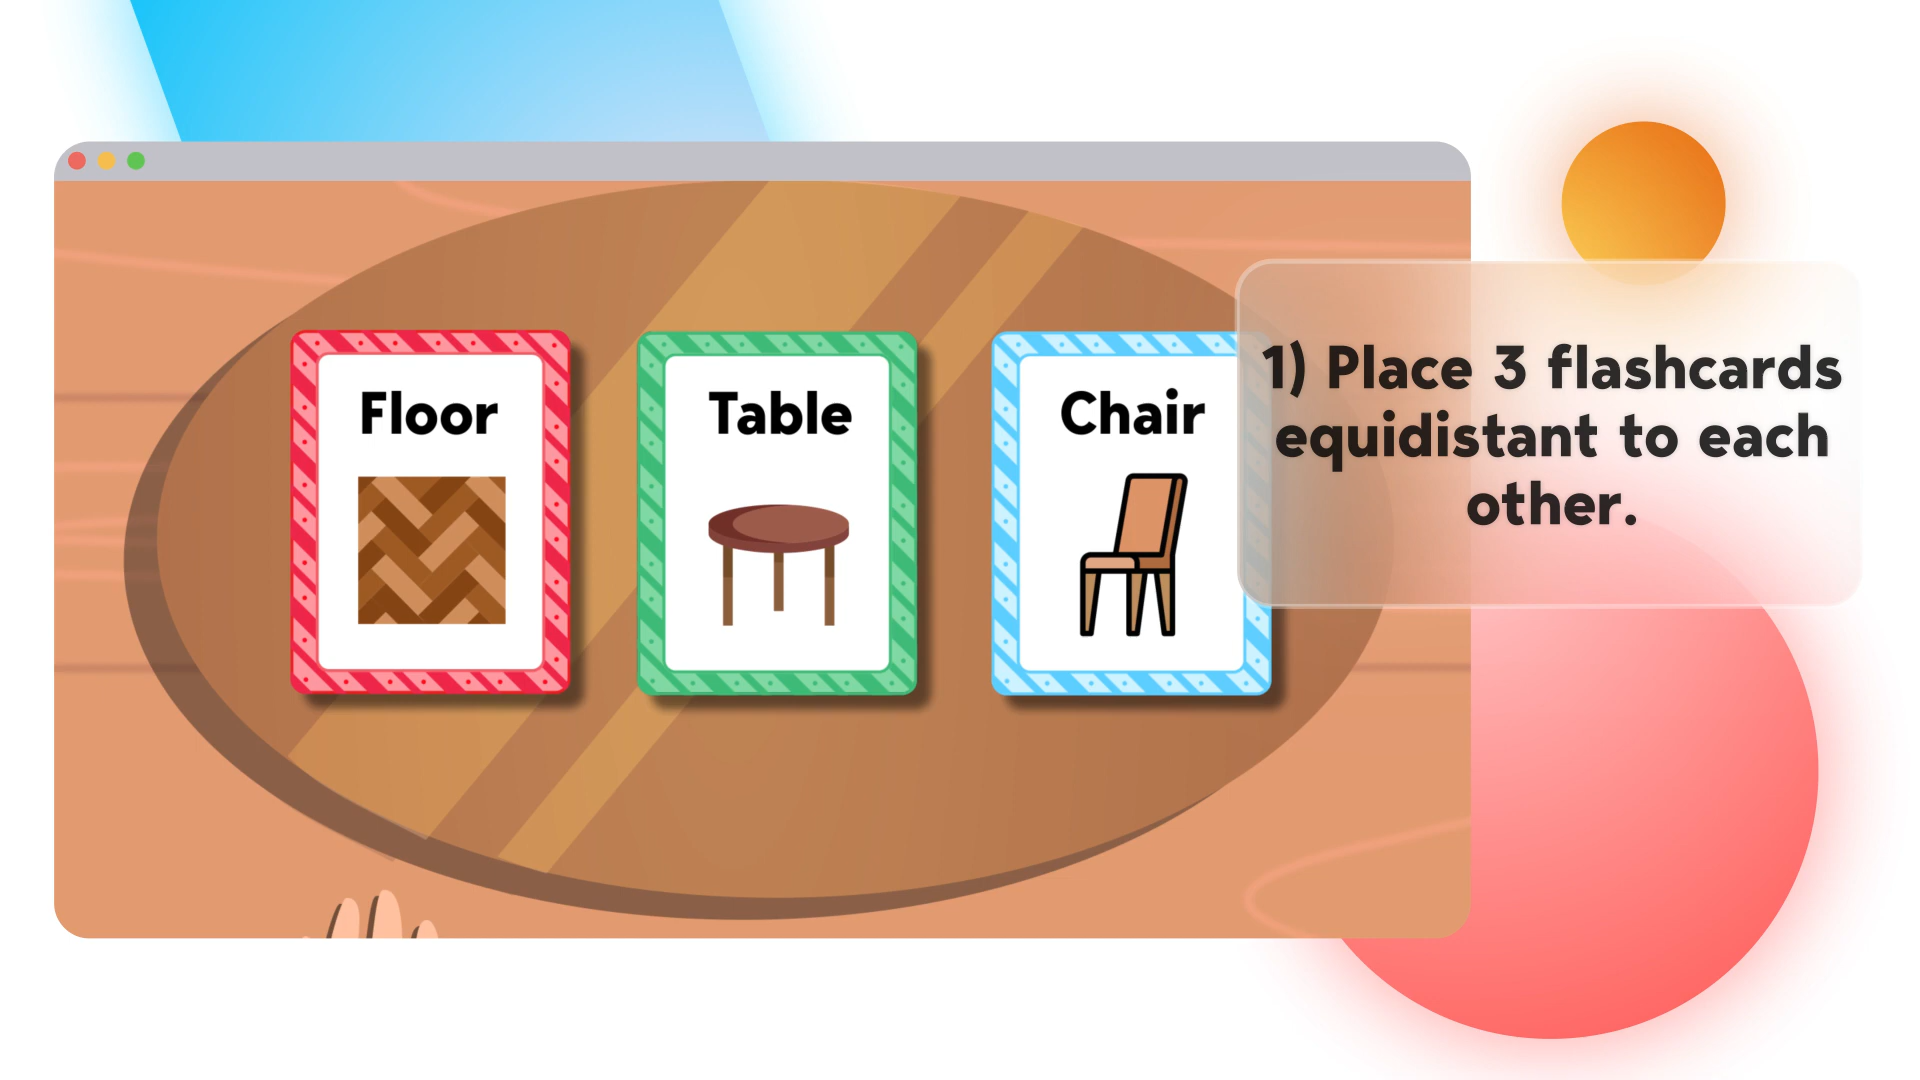 Floor
Table
Chair
1) Place 3 flashcards
equidistant to each
other.